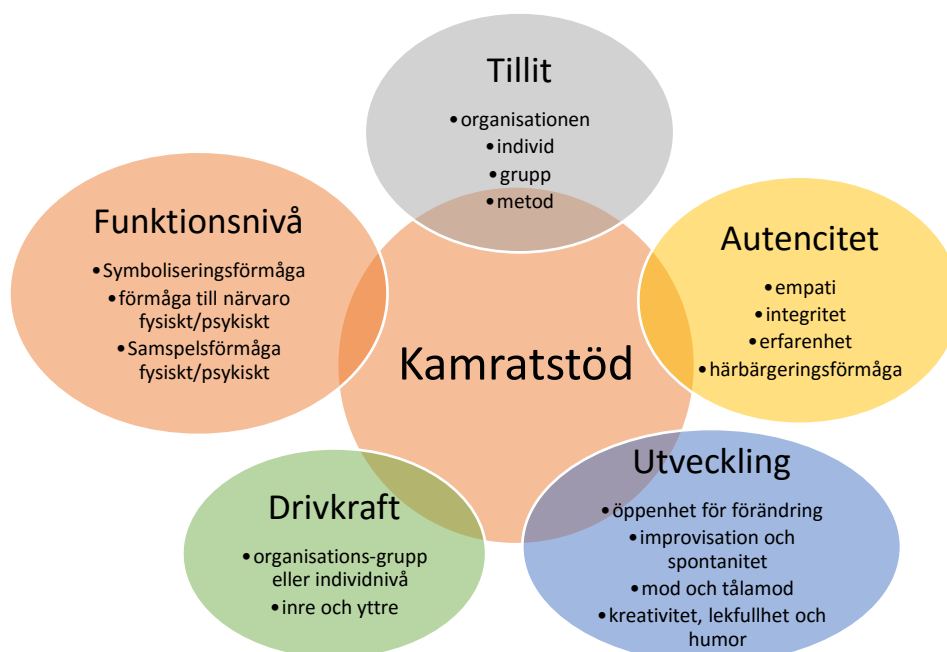 Tillit
•organisationen
•individ
•grupp
•metod
Funktionsnivå
•Symboliseringsförmåga
•förmåga till närvaro
fysiskt/psykiskt
•Samspelsförmåga
fysiskt/psykiskt
Autencitet
•empati
•integritet
•erfarenhet
•härbärgeringsförmåga
Kamratstöd
Drivkraft
•organisations-grupp
eller individnivå
•inre och yttre
Utveckling
•öppenhet för förändring
•improvisation och
spontanitet
•mod och tålamod
•kreativitet, lekfullhet och
humor